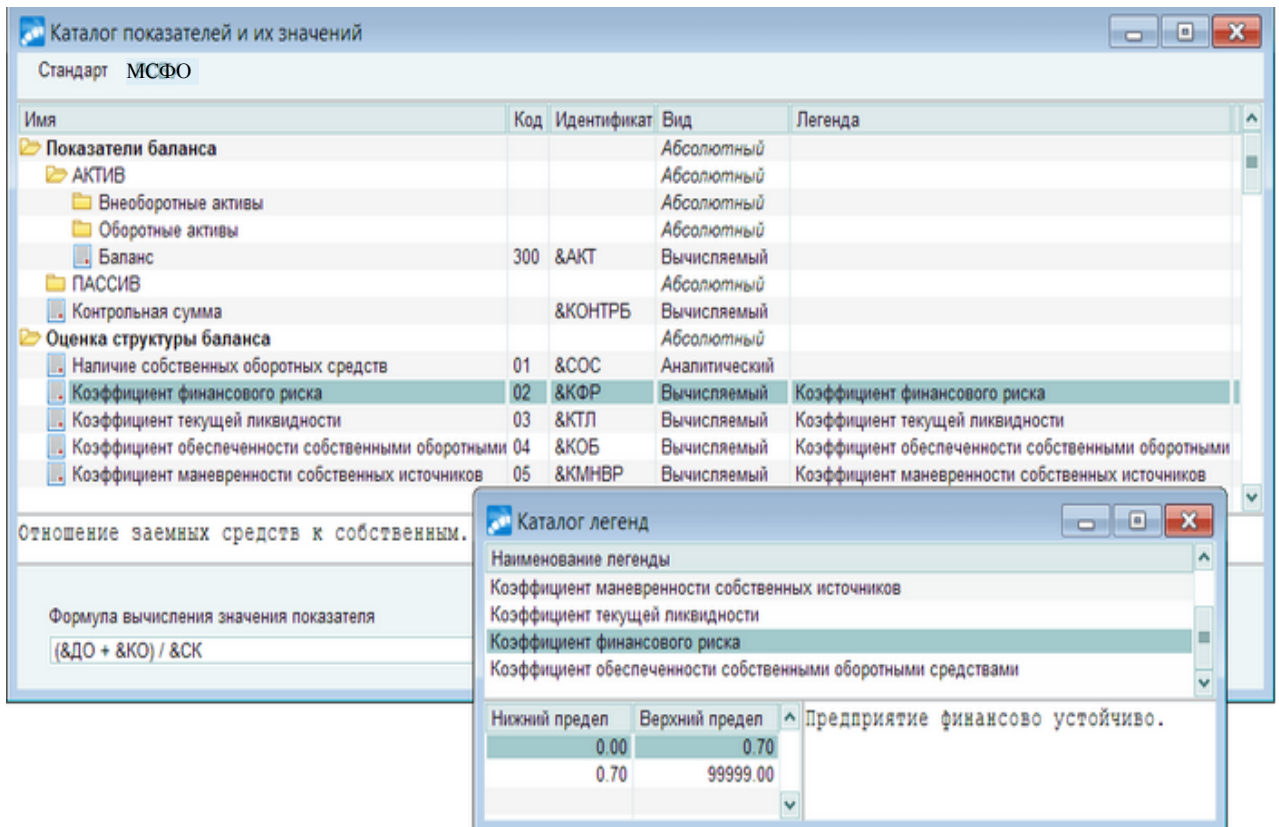 Каталог показателей и их значений
Стандарт МСФО
Имя Код Идентификат Вид Легенда
Показатели баланса Абсолютный
АКТИВ Абсолютный
Внеоборотные активы Абсолютный
Оборотные активы Абсолютный
Баланс 300 &АКТ Вычисляемый
ПАССИВ Абсолютный
Контрольная сумма &КОНТРБ Вычисляемый
Оценка структуры баланса Абсолютный
Наличие собственных оборотных средств 01 &СОС Аналитический
Коэффициент финансового риска 02 &КФР Вычисляемый Коэффициент финансового риска
Коэффициент текущей ликвидности 03 &КТЛ Вычисляемый Коэффициент текущей ликвидности
Коэффициент обеспеченности собственными оборотными 04 &КОБ Вычисляемый Коэффициент обеспеченности собственными оборотными
Коэффициент маневренности собственных источников 05 &КМНВР Вычисляемый Коэффициент маневренности собственных источников
Отношение заемных средств к собственным.
Формула вычисления значения показателя
(&ДО + &КО) / &СК
Каталог легенд
Наименование легенды
Коэффициент маневренности собственных источников
Коэффициент текущей ликвидности
Коэффициент финансового риска
Коэффициент обеспеченности собственными оборотными средствами
Нижний предел Верхний предел Предприятие финансово устойчиво.
0.00 0.70
0.70 99999.00